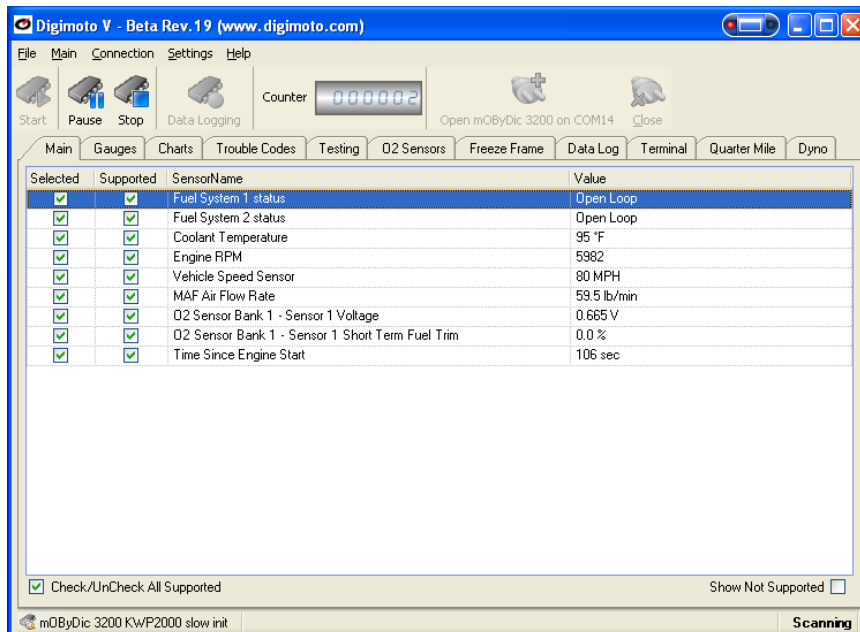 Digimoto V - Beta Rev.19 (www.digimoto.com)
File Main Connection Settings Help
Start Pause Stop Data Logging Counter 000002 Open mOByDic 3200 on COM14 Close
Main Gauges Charts Trouble Codes Testing O2 Sensors Freeze Frame Data Log Terminal Quarter Mile Dyno
Selected Supported SensorName Value
Fuel System 1 status Open Loop
Fuel System 2 status Open Loop
Coolant Temperature 95 °F
Engine RPM 5982
Vehicle Speed Sensor 80 MPH
MAF Air Flow Rate 59.5 lb/min
O2 Sensor Bank 1 - Sensor 1 Voltage 0.665 V
O2 Sensor Bank 1 - Sensor 1 Short Term Fuel Trim 0.0 %
Time Since Engine Start 106 sec
Check/UnCheck All Supported Show Not Supported
mOByDic 3200 KWP2000 slow init Scanning